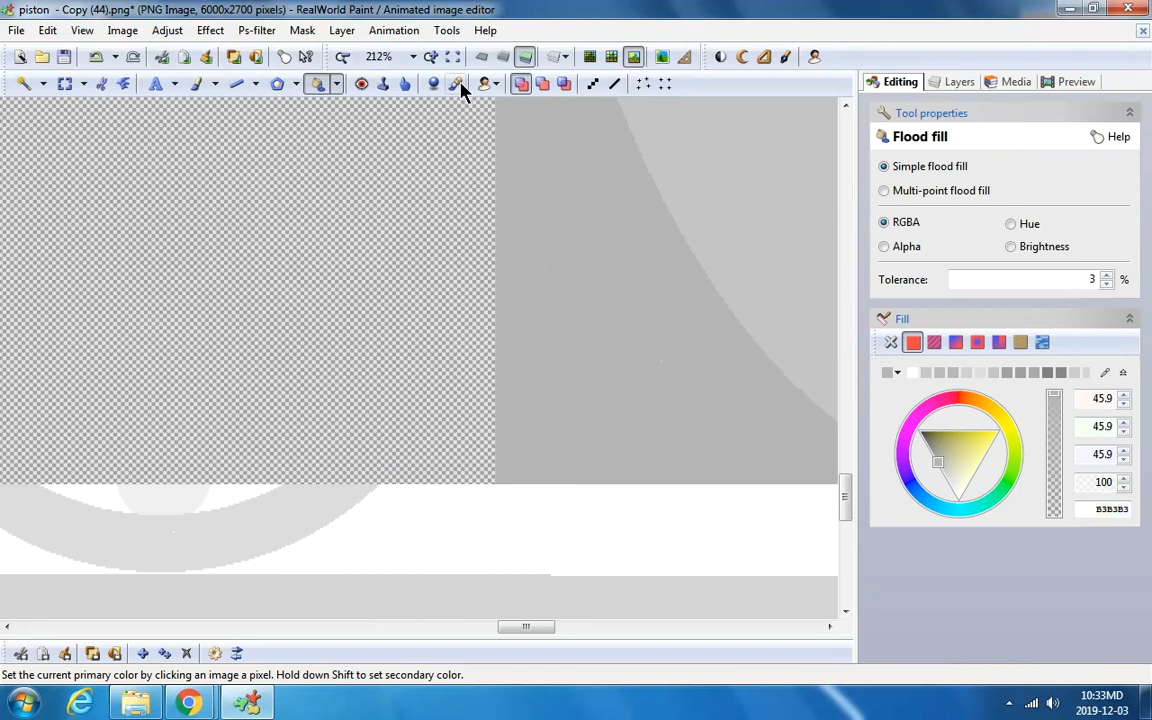 piston - Copy (44).png* (PNG Image, 6000x2700 pixels) - RealWorld Paint / Animated image editor
File Edit View Image Adjust Effect Ps-filter Mask Layer Animation Tools Help
212%
Editing Layers Media Preview
Tool properties
Flood fill Help
Simple flood fill
Multi-point flood fill
RGBA Hue
Alpha Brightness
Tolerance: 3 %
Fill
45.9
45.9
45.9
100
B3B3B3
Set the current primary color by clicking an image a pixel. Hold down Shift to set secondary color.
10:33MD
2019-12-03